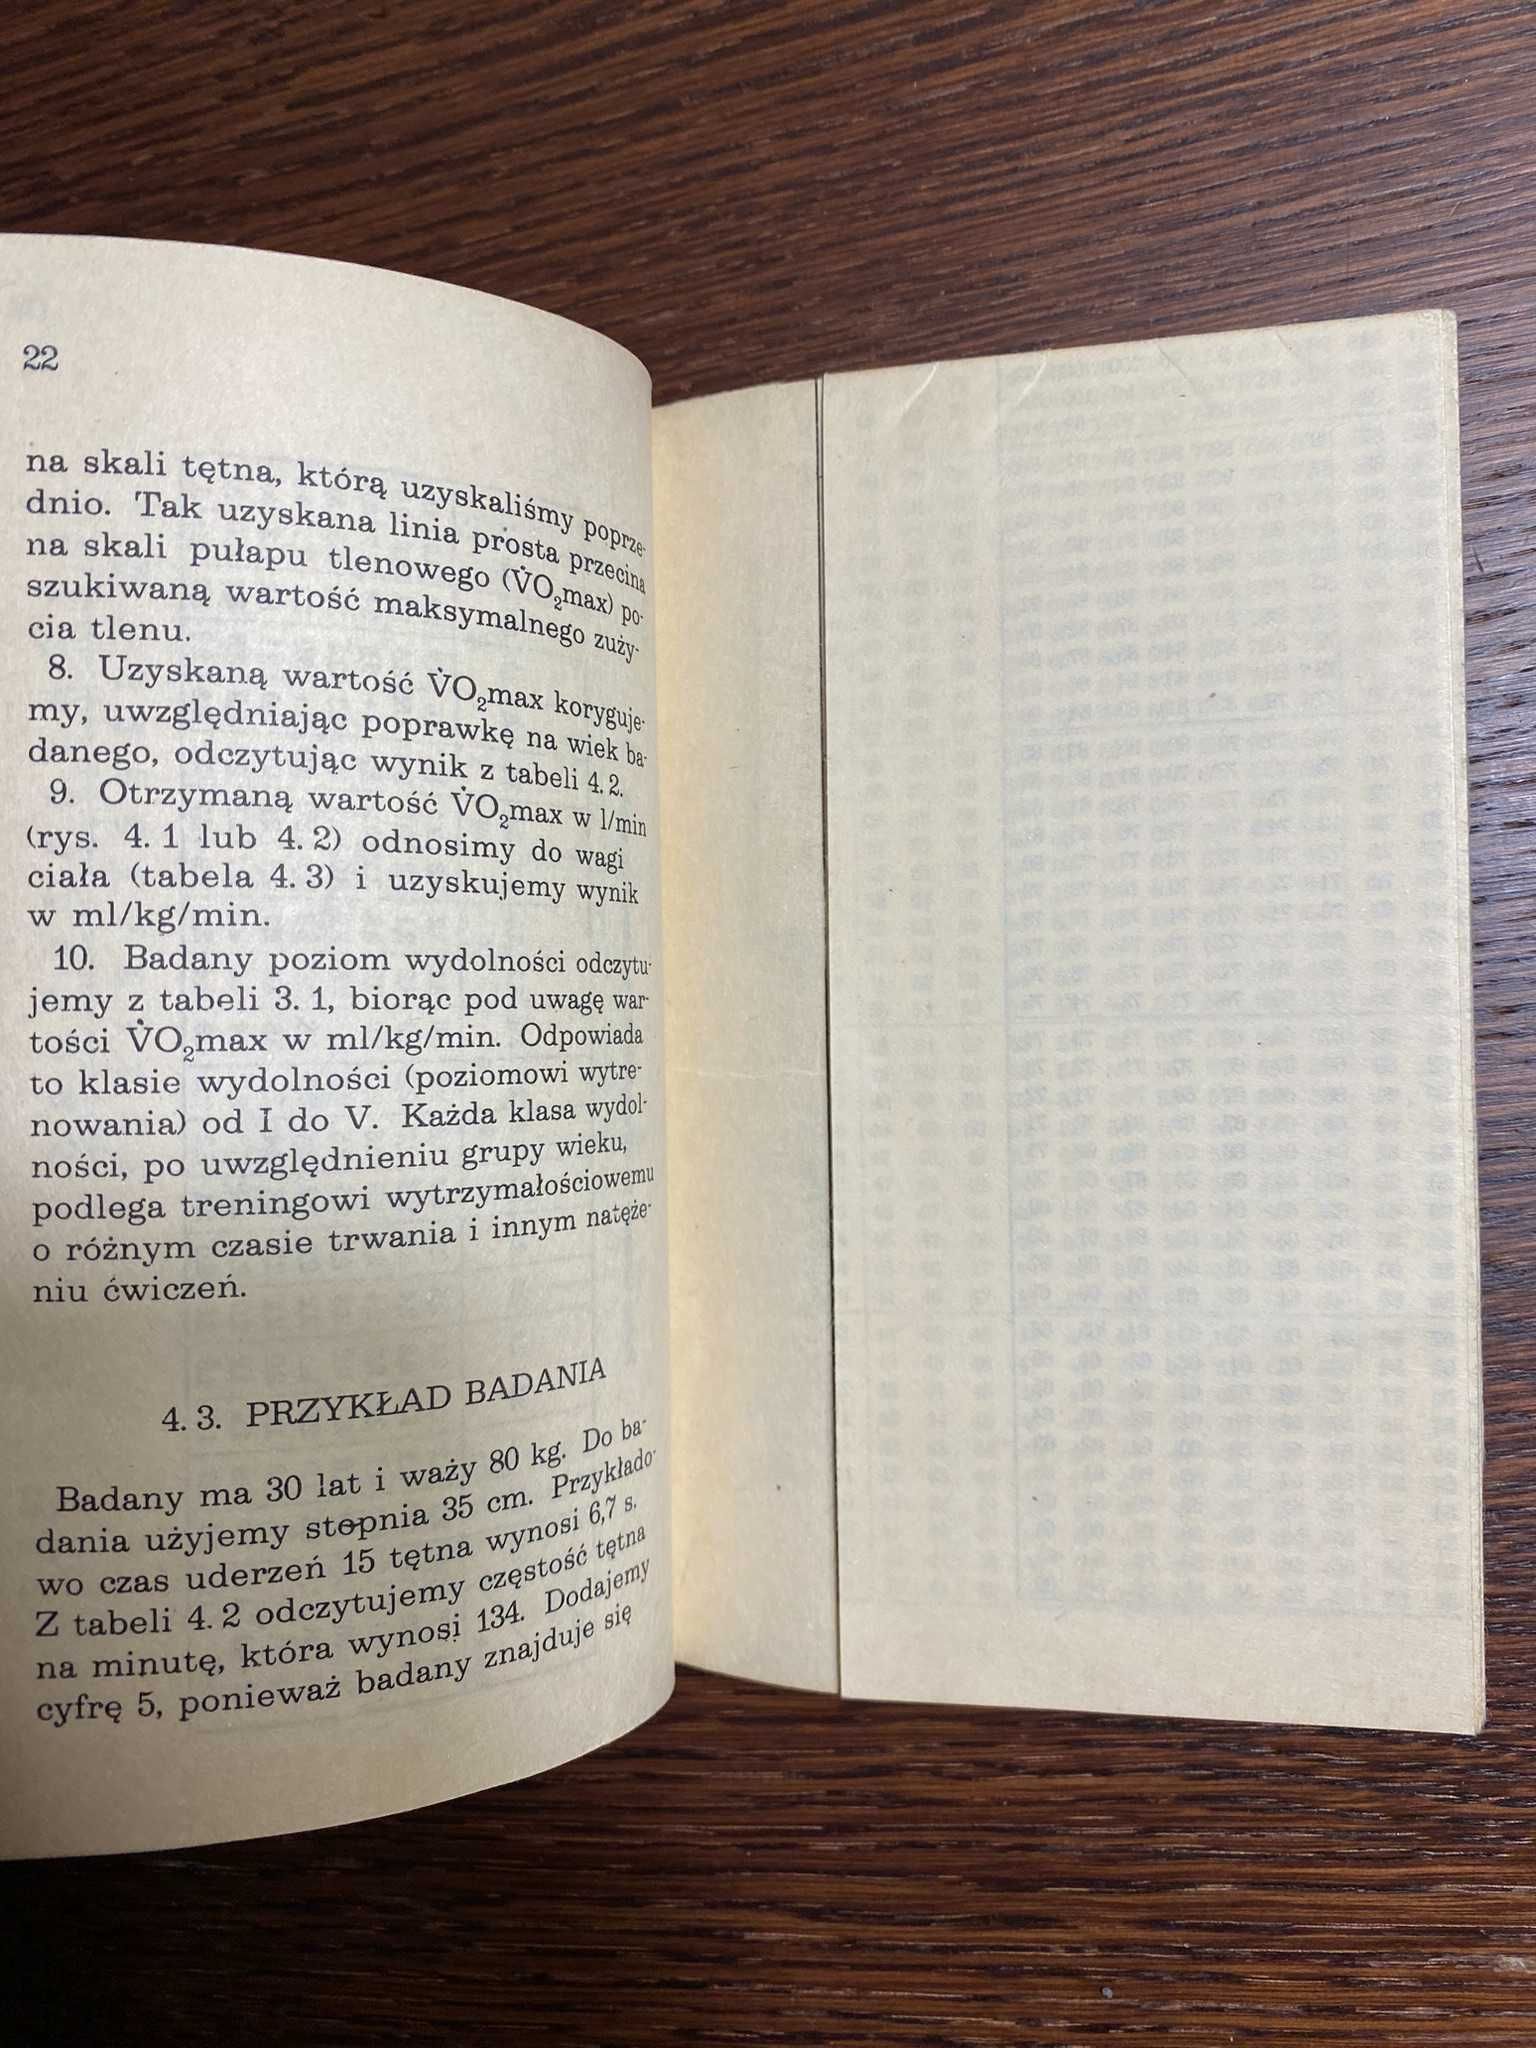 22
na skali tętna, którą uzyskaliśmy poprze-
dnio. Tak uzyskana linia prosta przecina
na skali pułapu tlenowego (V̇O₂max) po-
szukiwaną wartość maksymalnego zuży-
cia tlenu.
8. Uzyskaną wartość V̇O₂max koryguje-
my, uwzględniając poprawkę na wiek ba-
danego, odczytując wynik z tabeli 4.2.
9. Otrzymaną wartość V̇O₂max w l/min
(rys. 4.1 lub 4.2) odnosimy do wagi
ciała (tabela 4.3) i uzyskujemy wynik
w ml/kg/min.
10. Badany poziom wydolności odczytu-
jemy z tabeli 3.1, biorąc pod uwagę war-
tości V̇O₂max w ml/kg/min. Odpowiada
to klasie wydolności (poziomowi wytre-
nowania) od I do V. Każda klasa wydol-
ności, po uwzględnieniu grupy wieku,
podlega treningowi wytrzymałościowemu
o różnym czasie trwania i innym natęże-
niu ćwiczeń.
4.3. PRZYKŁAD BADANIA
Badany ma 30 lat i waży 80 kg. Do ba-
dania użyjemy stopnia 35 cm. Przykłado-
wo czas uderzeń 15 tętna wynosi 6,7 s.
Z tabeli 4.2 odczytujemy częstość tętna
na minutę, która wynosi 134. Dodajemy
cyfrę 5, ponieważ badany znajduje się